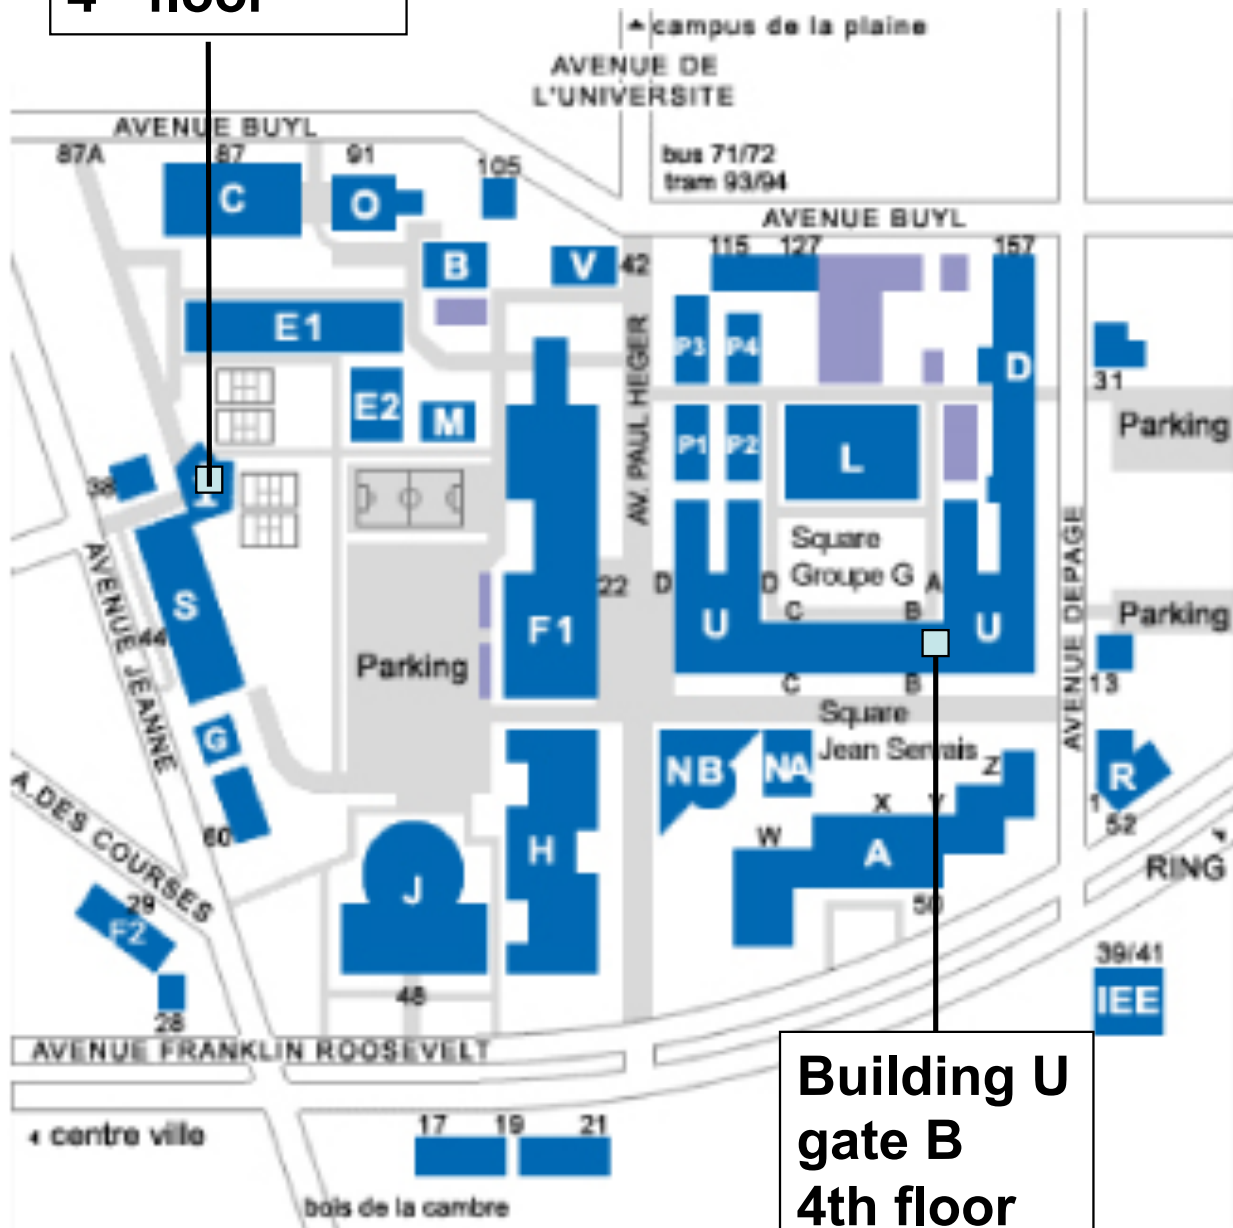 4th floor
campus de la plaine
AVENUE DE
L'UNIVERSITE
AVENUE BUYL
87A
87
91
105
bus 71/72
tram 93/94
C
O
AVENUE BUYL
115
127
157
B
V
42
E1
P3
P4
D
AV. PAUL HEGER
31
E2
M
Parking
P1
P2
L
38
Square
Groupe G
AVENUE JEANNE
22
D
D
A
C
B
AVENUE DEPAGE
S
44
F1
U
U
Parking
Parking
C
B
13
Square
Jean Servais
G
NB
NA
Z
R
A.DES COURSES
X
Y
1
52
60
W
H
A
RING
J
50
29
F2
39/41
IEE
48
28
AVENUE FRANKLIN ROOSEVELT
Building U
gate B
4th floor
centre ville
17
19
21
bois de la cambre